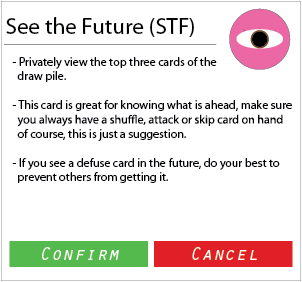 See the Future (STF)
- Privately view the top three cards of the
draw pile.
- This card is great for knowing what is ahead, make sure
you always have a shuffle, attack or skip card on hand
of course, this is just a suggestion.
- If you see a defuse card in the future, do your best to
prevent others from getting it.
CONFIRM
CANCEL